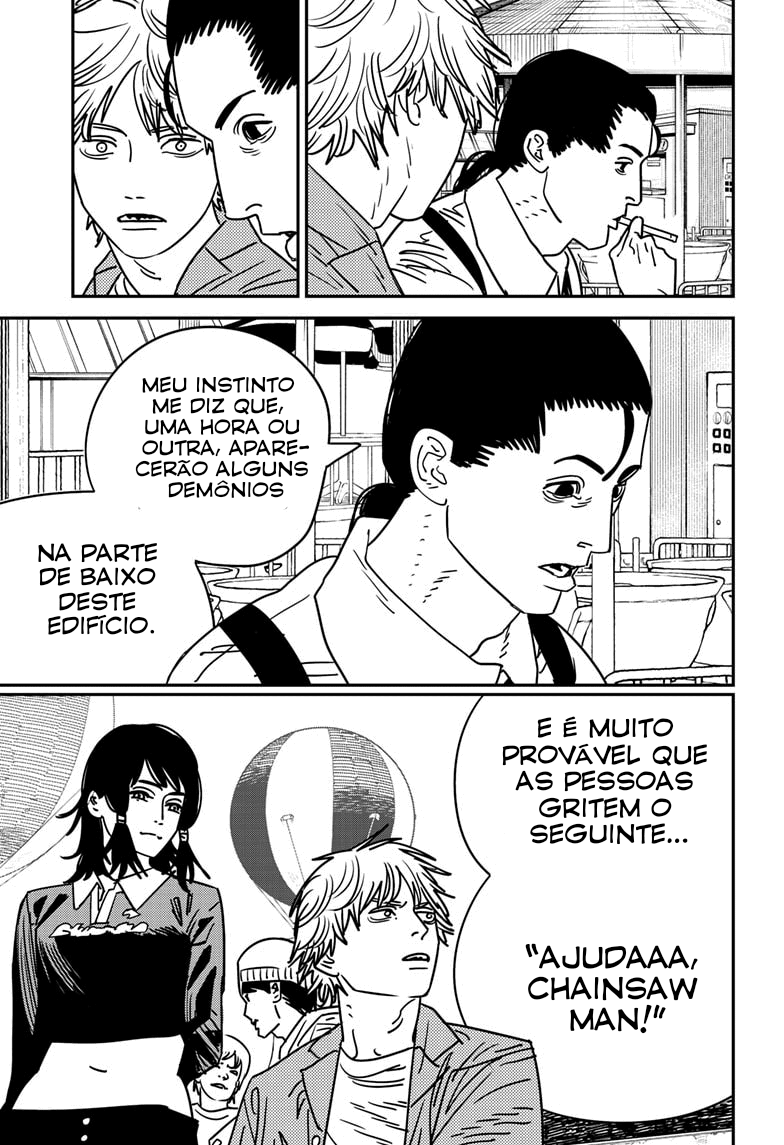 MEU INSTINTO
ME DIZ QUE,
UMA HORA OU
OUTRA, APARE-
CERÃO ALGUNS
DEMÔNIOS
NA PARTE
DE BAIXO
DESTE
EDIFÍCIO.
E É MUITO
PROVÁVEL QUE
AS PESSOAS
GRITEM O
SEGUINTE...
"AJUDAAA,
CHAINSAW
MAN!"